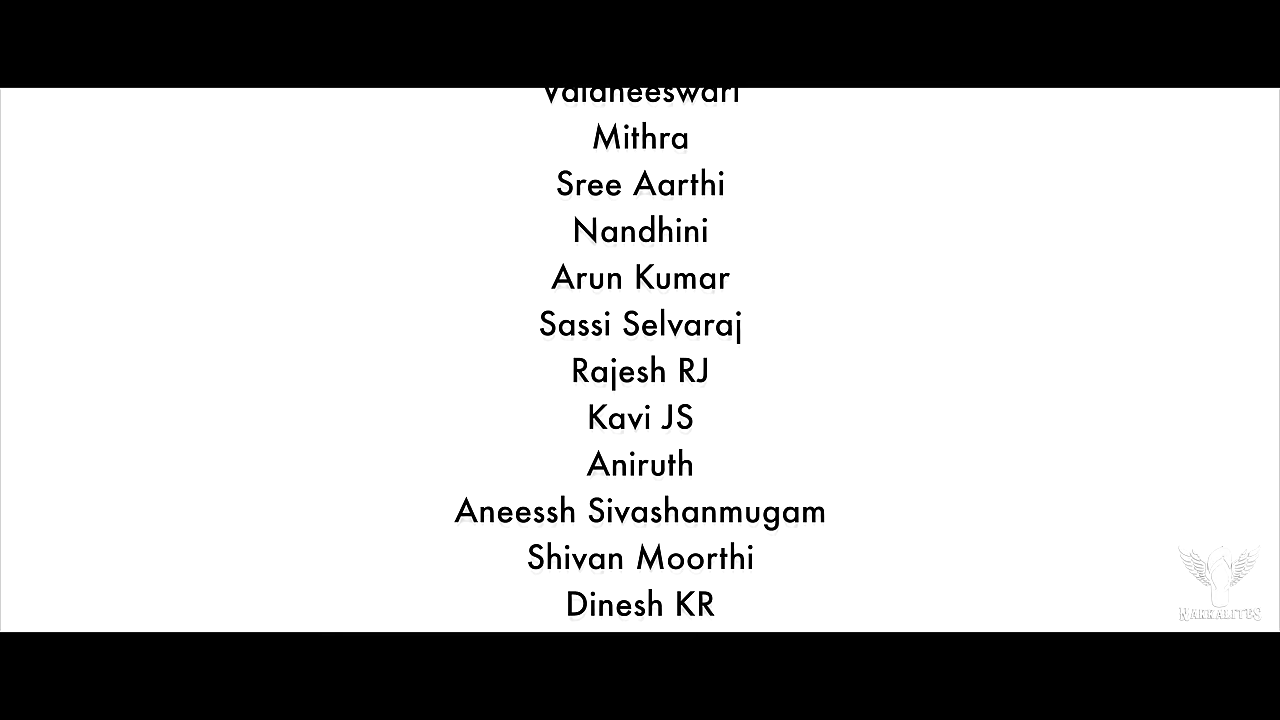 Mithra
Sree Aarthi
Nandhini
Arun Kumar
Sassi Selvaraj
Rajesh RJ
Kavi JS
Aniruth
Aneessh Sivashanmugam
Shivan Moorthi
Dinesh KR
NAKKALITES